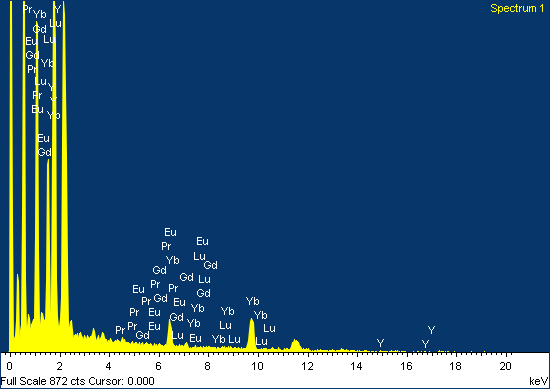 Spectrum 1
Pr Yb Y
Lu
Gd
Eu Lu
Gd
Yb
Pr
Lu
Y
Pr
Y
Eu
Yb
Eu
Gd
Eu
Eu
Pr
Lu
Yb
Gd
Gd
Gd
Lu
Pr
Eu Pr
Gd
Pr Gd
Eu Yb
Yb
Pr Eu
Yb Lu
Gd
Pr Eu
Yb Lu Lu
Y
Pr
Gd Lu
Eu Yb Lu
Lu
Y Y
0 2 4 6 8 10 12 14 16 18 20
Full Scale 872 cts Cursor: 0.000 keV